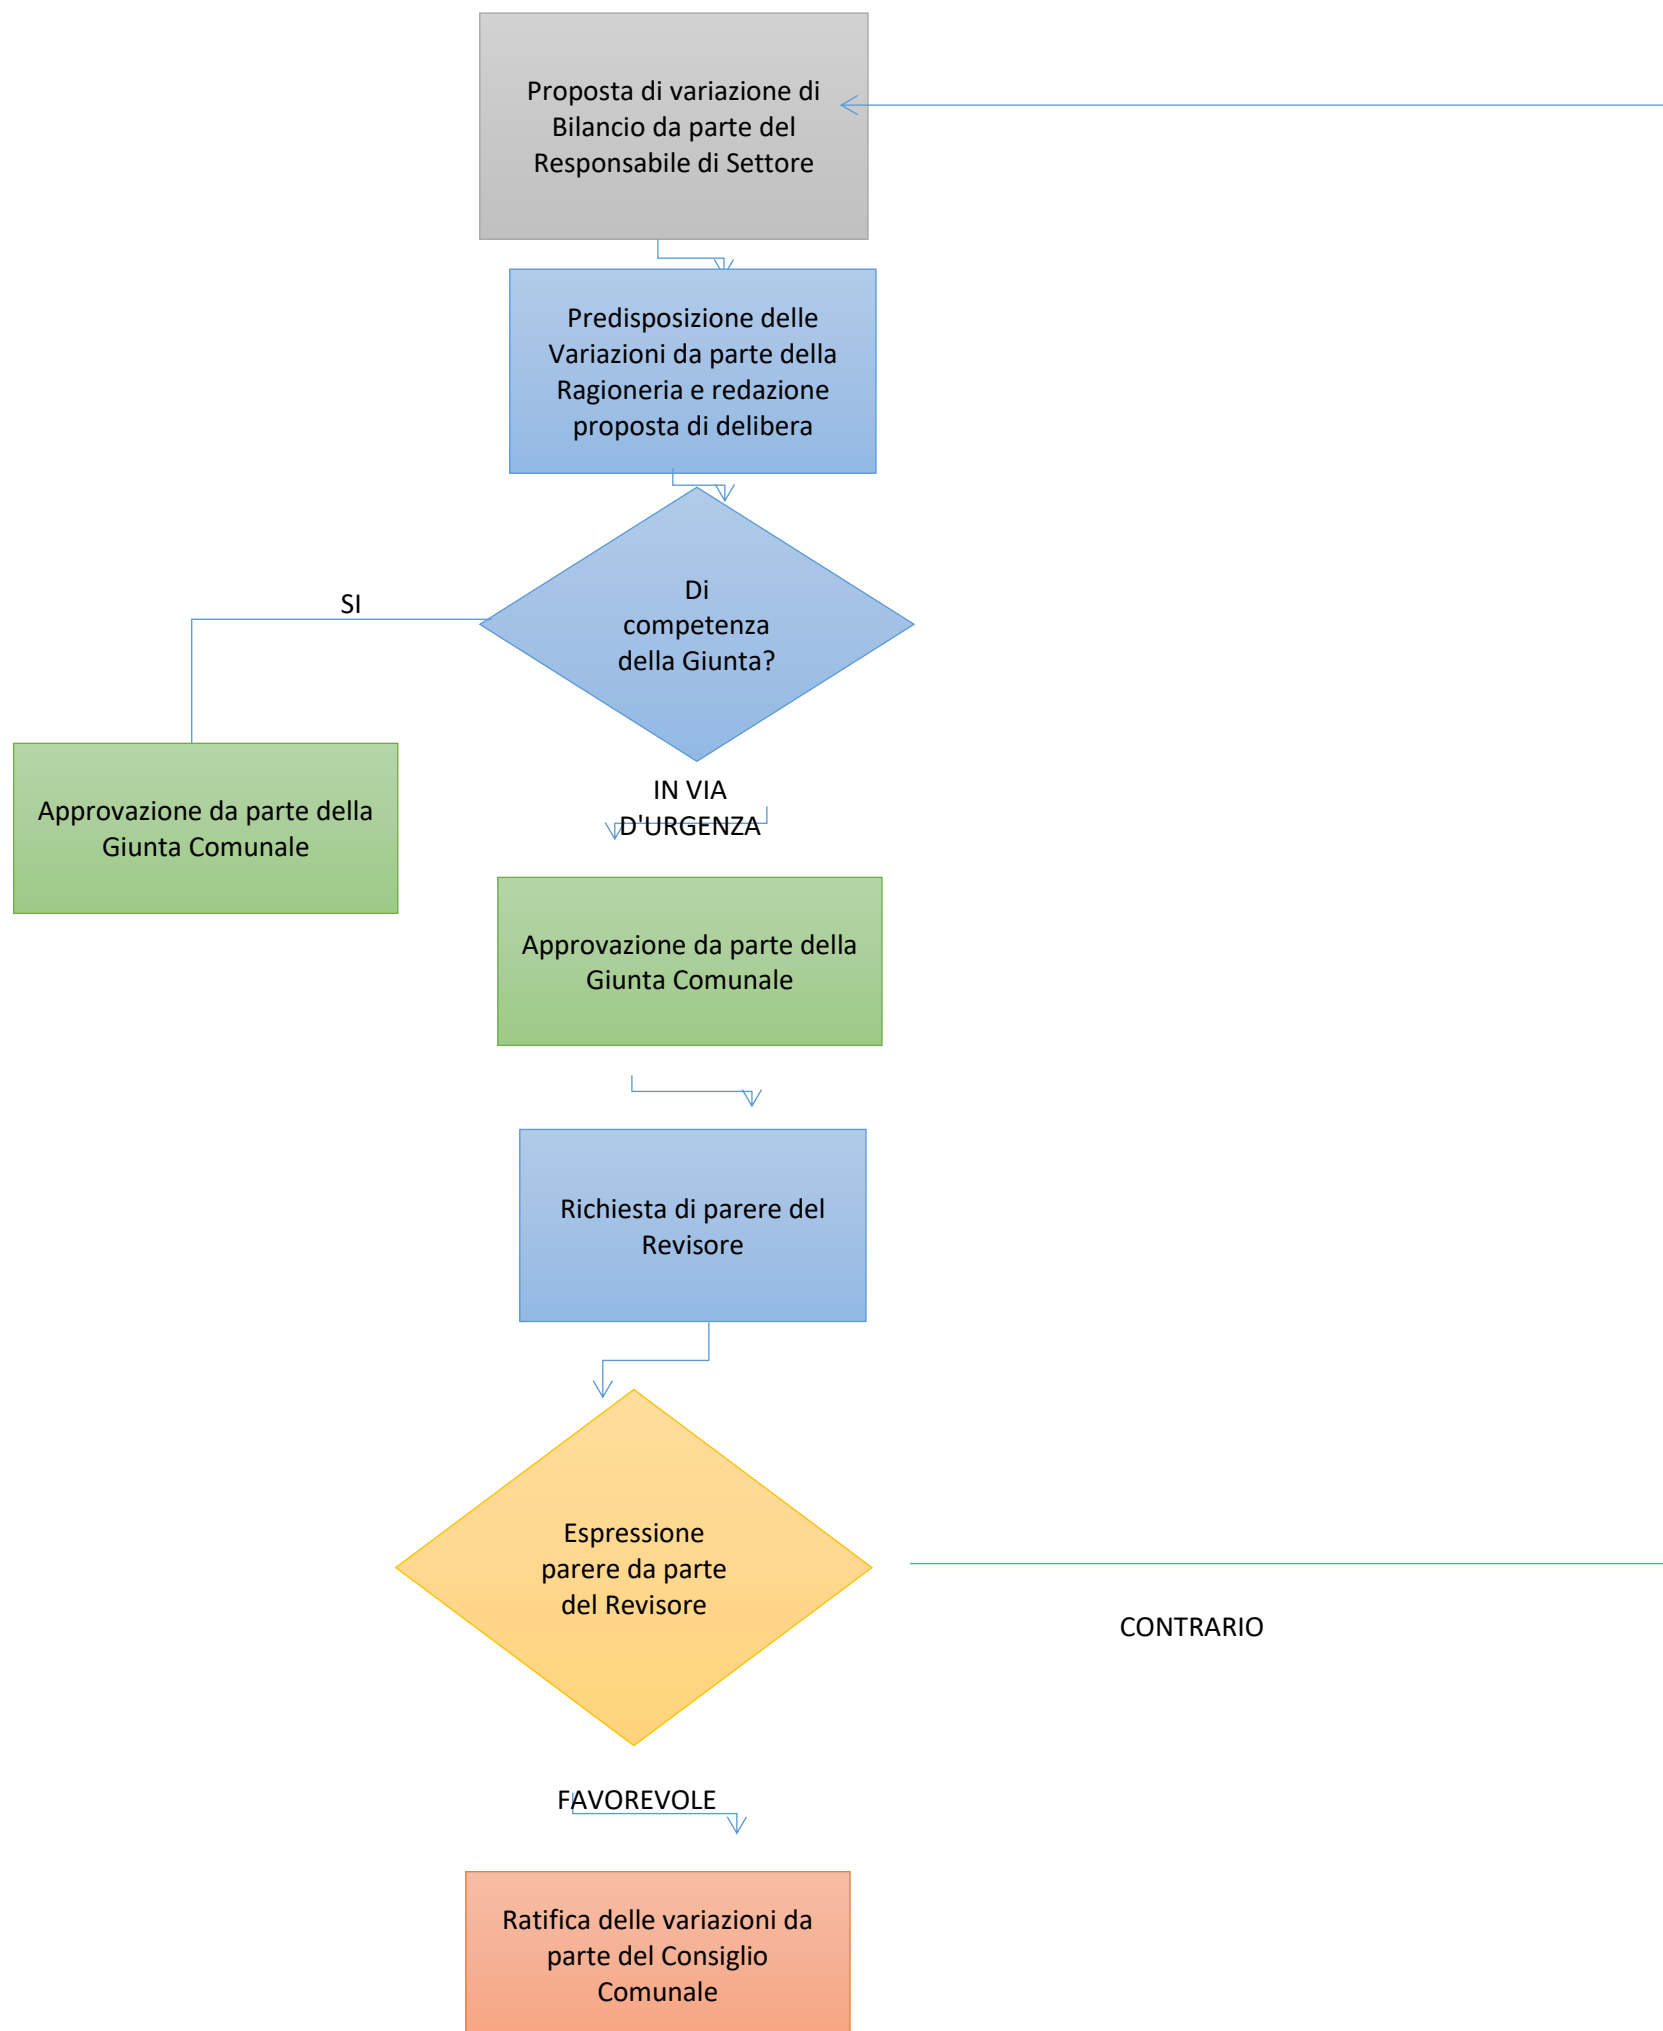 Proposta di variazione di
Bilancio da parte del
Responsabile di Settore
Predisposizione delle
Variazioni da parte della
Ragioneria e redazione
proposta di delibera
Di
competenza
della Giunta?
SI
IN VIA
D'URGENZA
Approvazione da parte della
Giunta Comunale
Approvazione da parte della
Giunta Comunale
Richiesta di parere del
Revisore
Espressione
parere da parte
del Revisore
CONTRARIO
FAVOREVOLE
Ratifica delle variazioni da
parte del Consiglio
Comunale